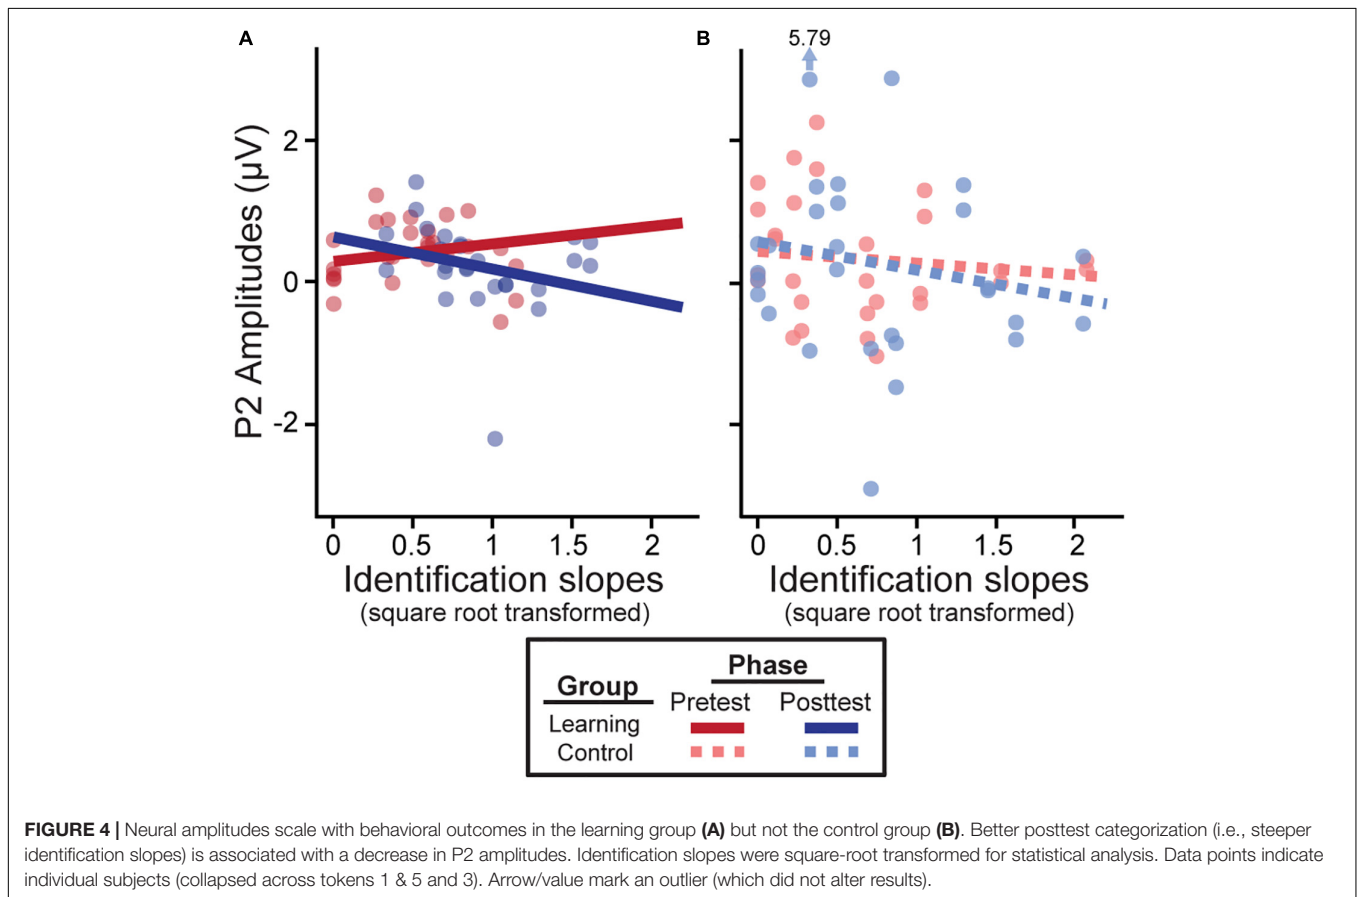 A
B
5.79
P2 Amplitudes (μV)
2
0
-2
0 0.5 1 1.5 2
0 0.5 1 1.5 2
Identification slopes
(square root transformed)
Identification slopes
(square root transformed)
Phase
Group
Pretest Posttest
Learning
Control
FIGURE 4 | Neural amplitudes scale with behavioral outcomes in the learning group (A) but not the control group (B). Better posttest categorization (i.e., steeper
identification slopes) is associated with a decrease in P2 amplitudes. Identification slopes were square-root transformed for statistical analysis. Data points indicate
individual subjects (collapsed across tokens 1 & 5 and 3). Arrow/value mark an outlier (which did not alter results).